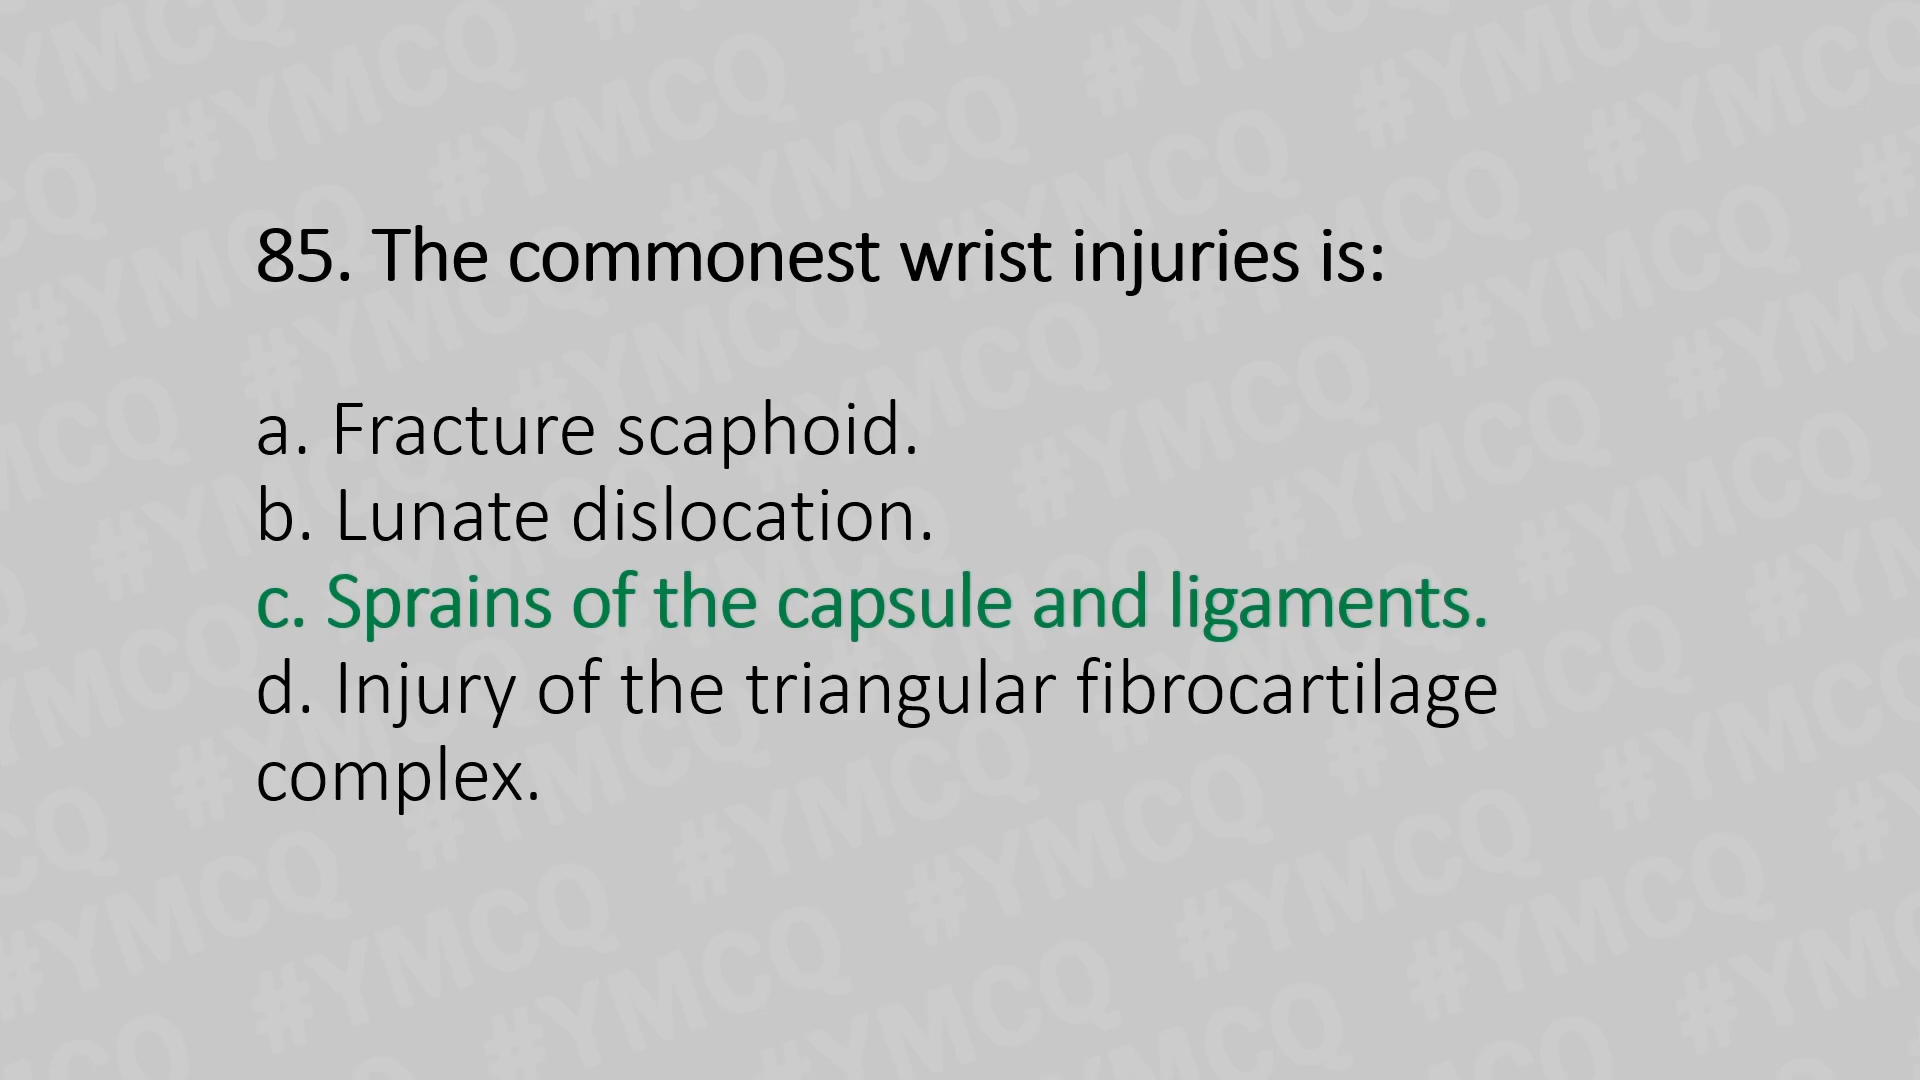 85. The commonest wrist injuries is:
a. Fracture scaphoid.
b. Lunate dislocation.
c. Sprains of the capsule and ligaments.
d. Injury of the triangular fibrocartilage
complex.
#YMCQ